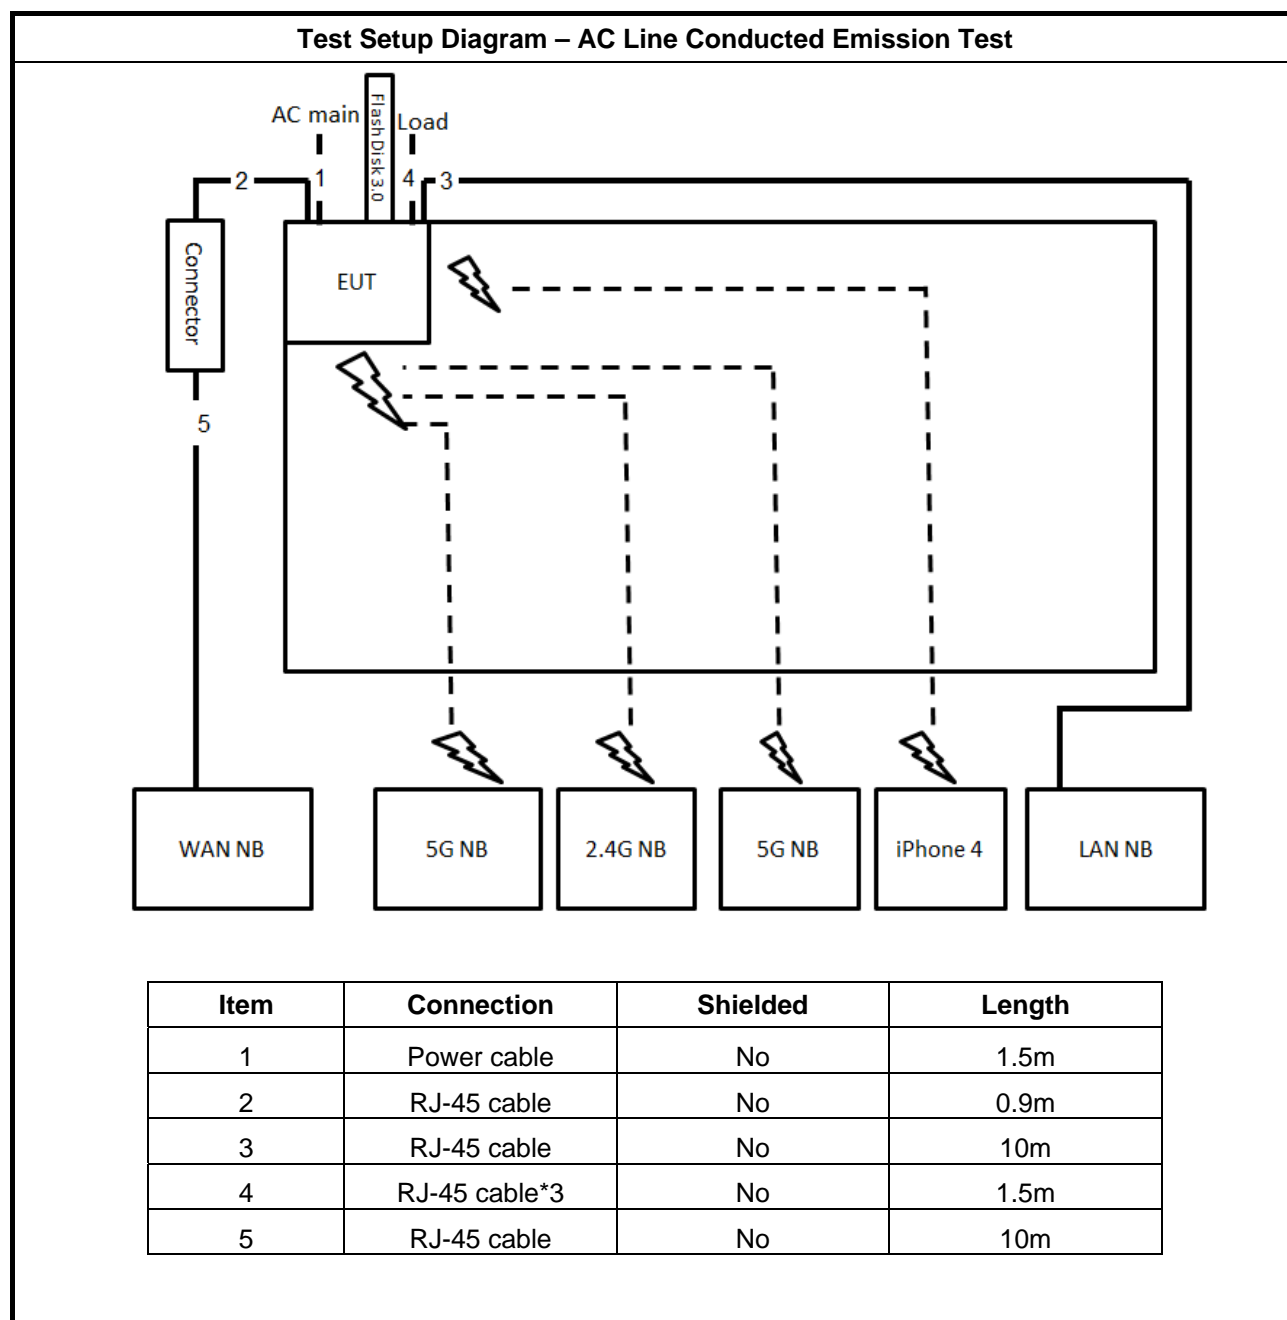 Test Setup Diagram – AC Line Conducted Emission Test
AC main
Flash Disk 3.0
Load
2
1
4
3
Connector
EUT
5
WAN NB
5G NB
2.4G NB
5G NB
iPhone 4
LAN NB
Item Connection Shielded Length
1 Power cable No 1.5m
2 RJ-45 cable No 0.9m
3 RJ-45 cable No 10m
4 RJ-45 cable*3 No 1.5m
5 RJ-45 cable No 10m